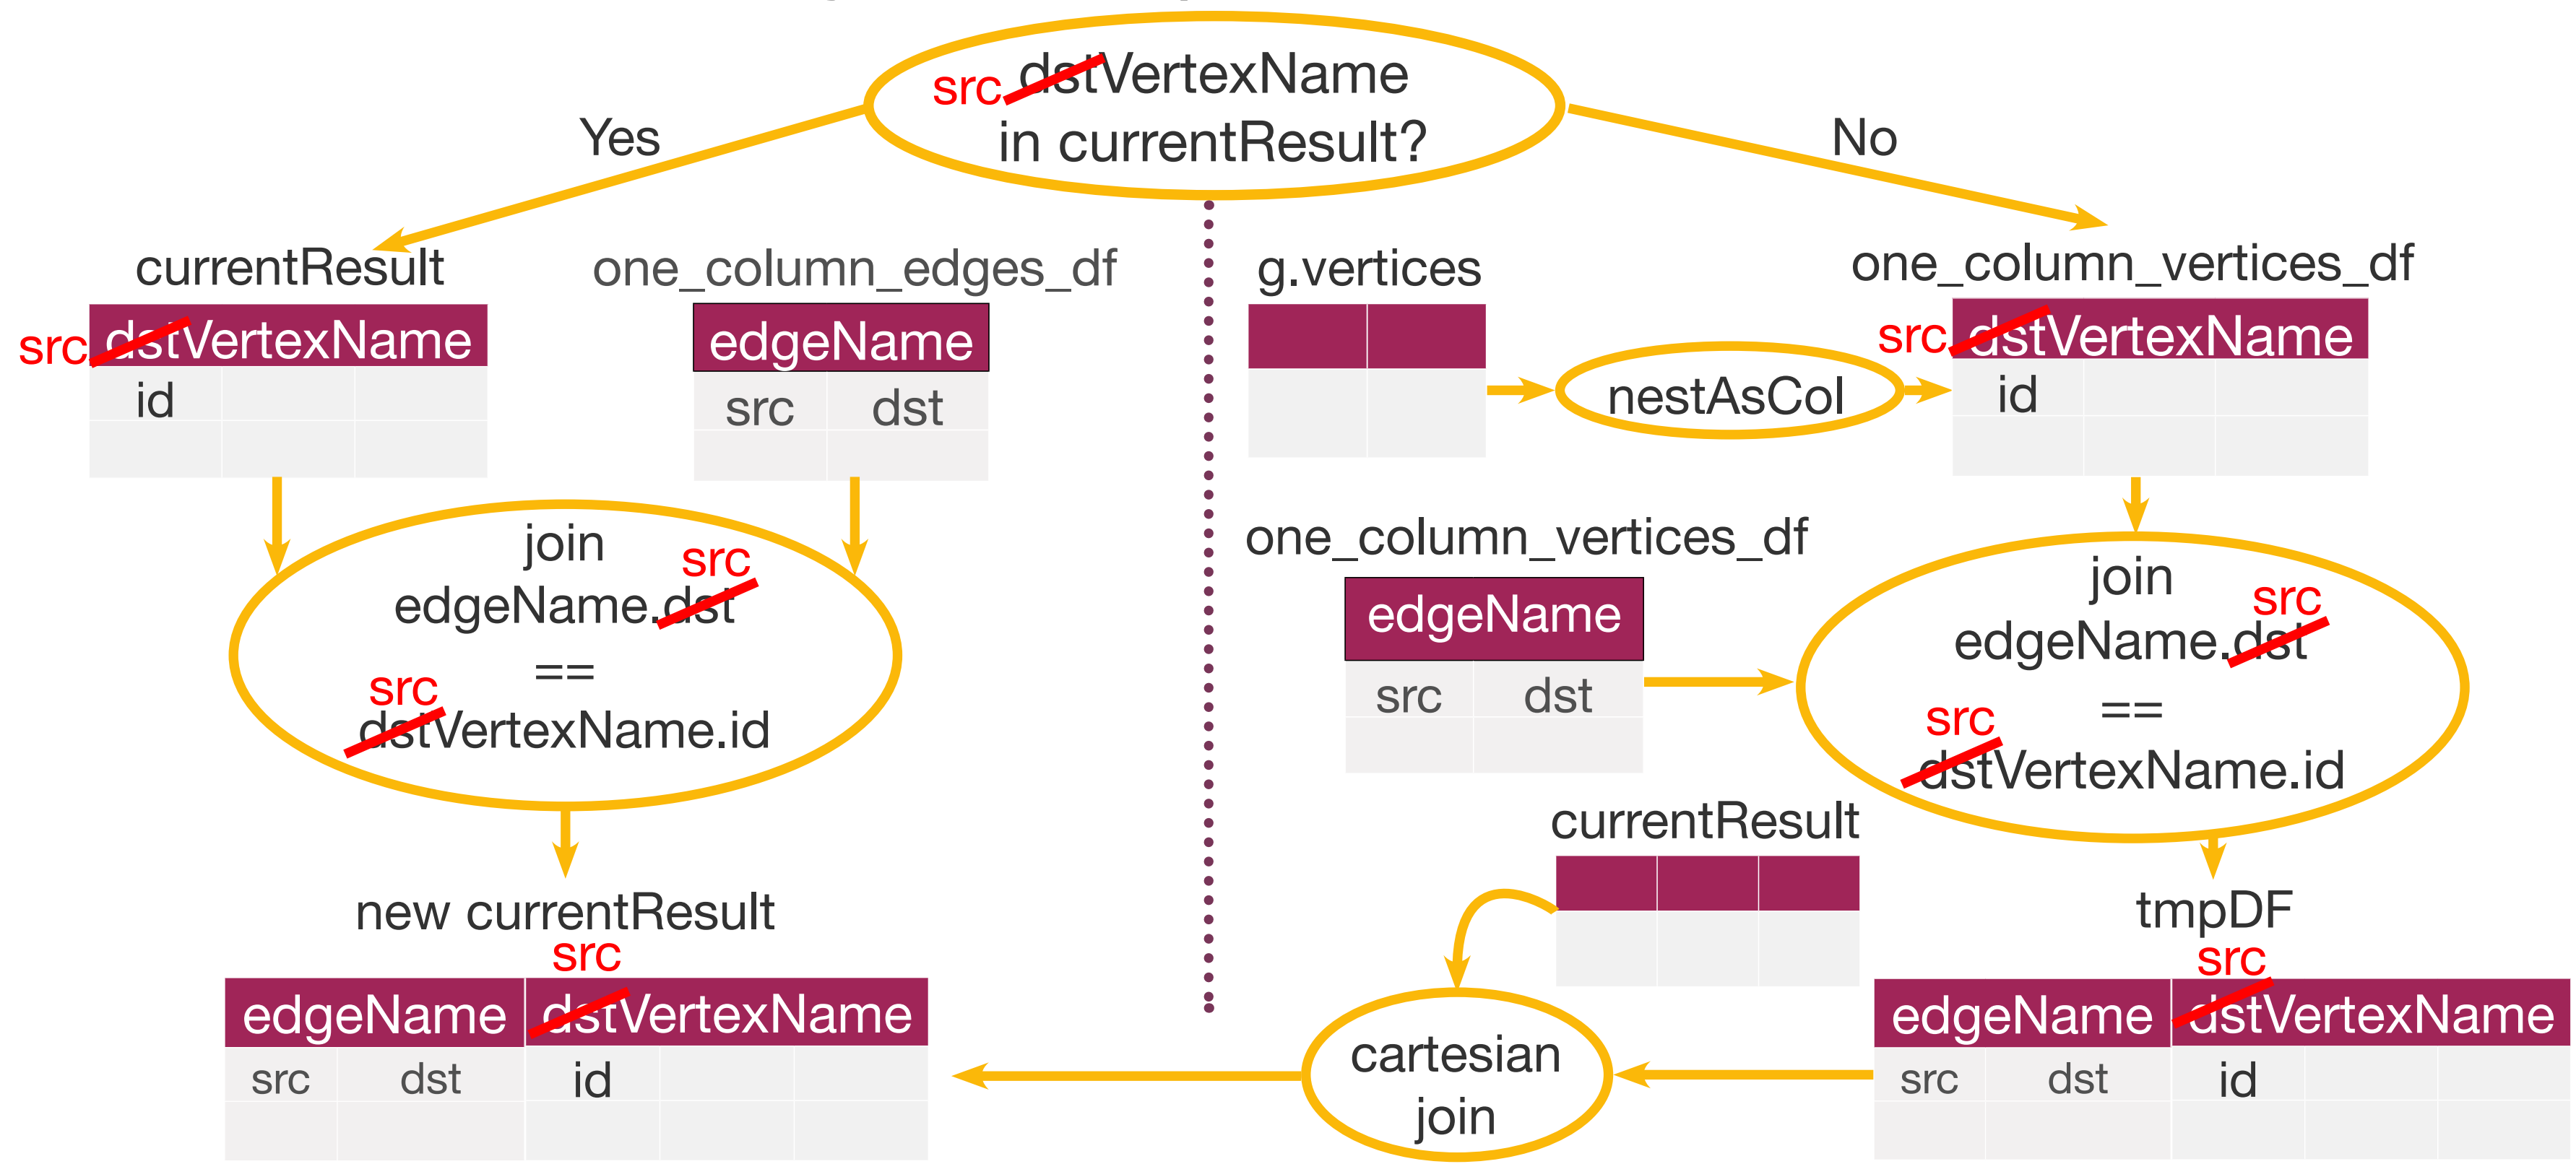 src dstVertexName
in currentResult?
Yes
No
currentResult
one_column_edges_df
g.vertices
one_column_vertices_df
src dstVertexName
id
edgeName
src dst
nestAsCol
src dstVertexName
id
join
src
edgeName.dst
==
src
dstVertexName.id
one_column_vertices_df
edgeName
src dst
join
src
edgeName.dst
==
src
dstVertexName.id
currentResult
new currentResult
src
edgeName dstVertexName
src dst id
cartesian
join
tmpDF
src
edgeName dstVertexName
src dst id